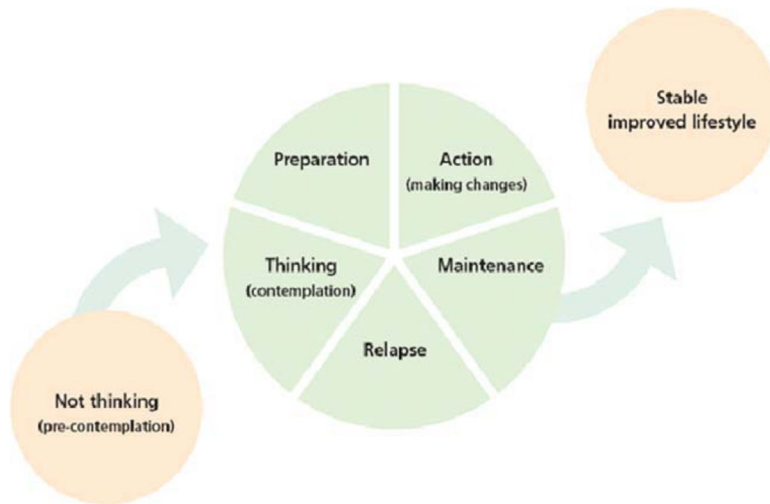 Stable
improved lifestyle
Preparation
Action
(making changes)
Thinking
(contemplation)
Maintenance
Relapse
Not thinking
(pre-contemplation)